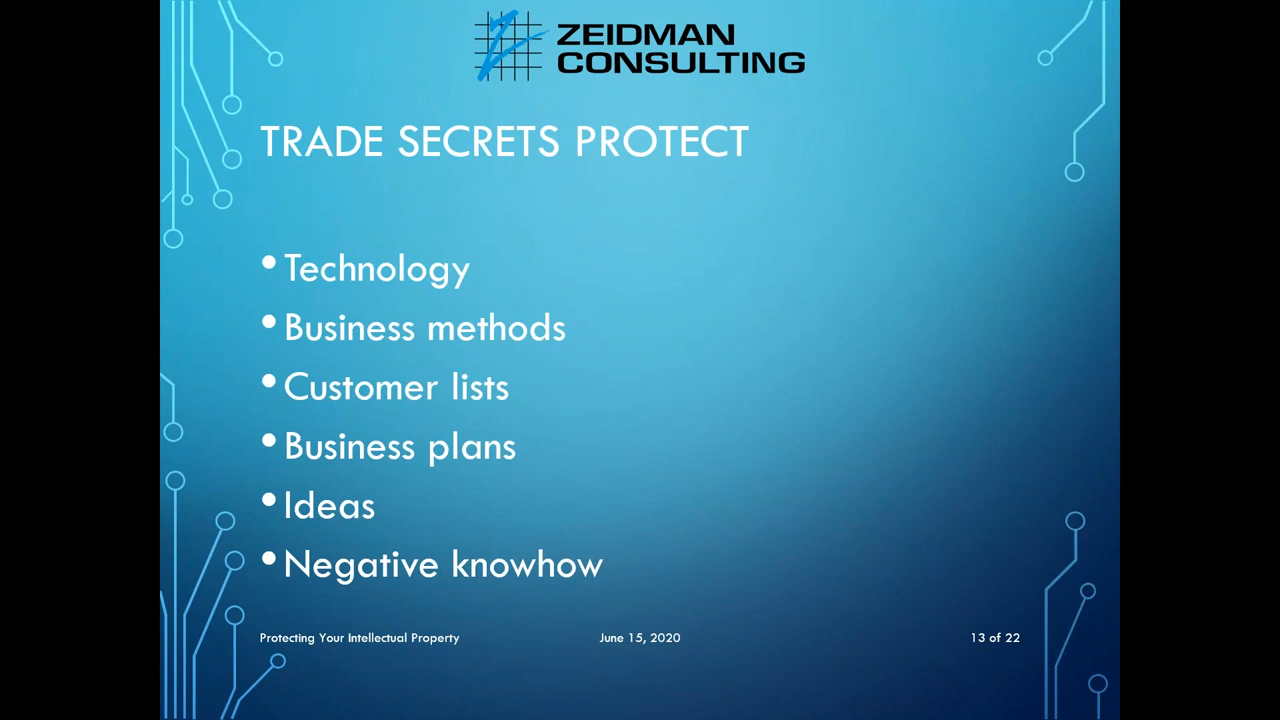 ZEIDMAN
CONSULTING
TRADE SECRETS PROTECT
• Technology
• Business methods
• Customer lists
• Business plans
• Ideas
• Negative knowhow
Protecting Your Intellectual Property June 15, 2020 13 of 22